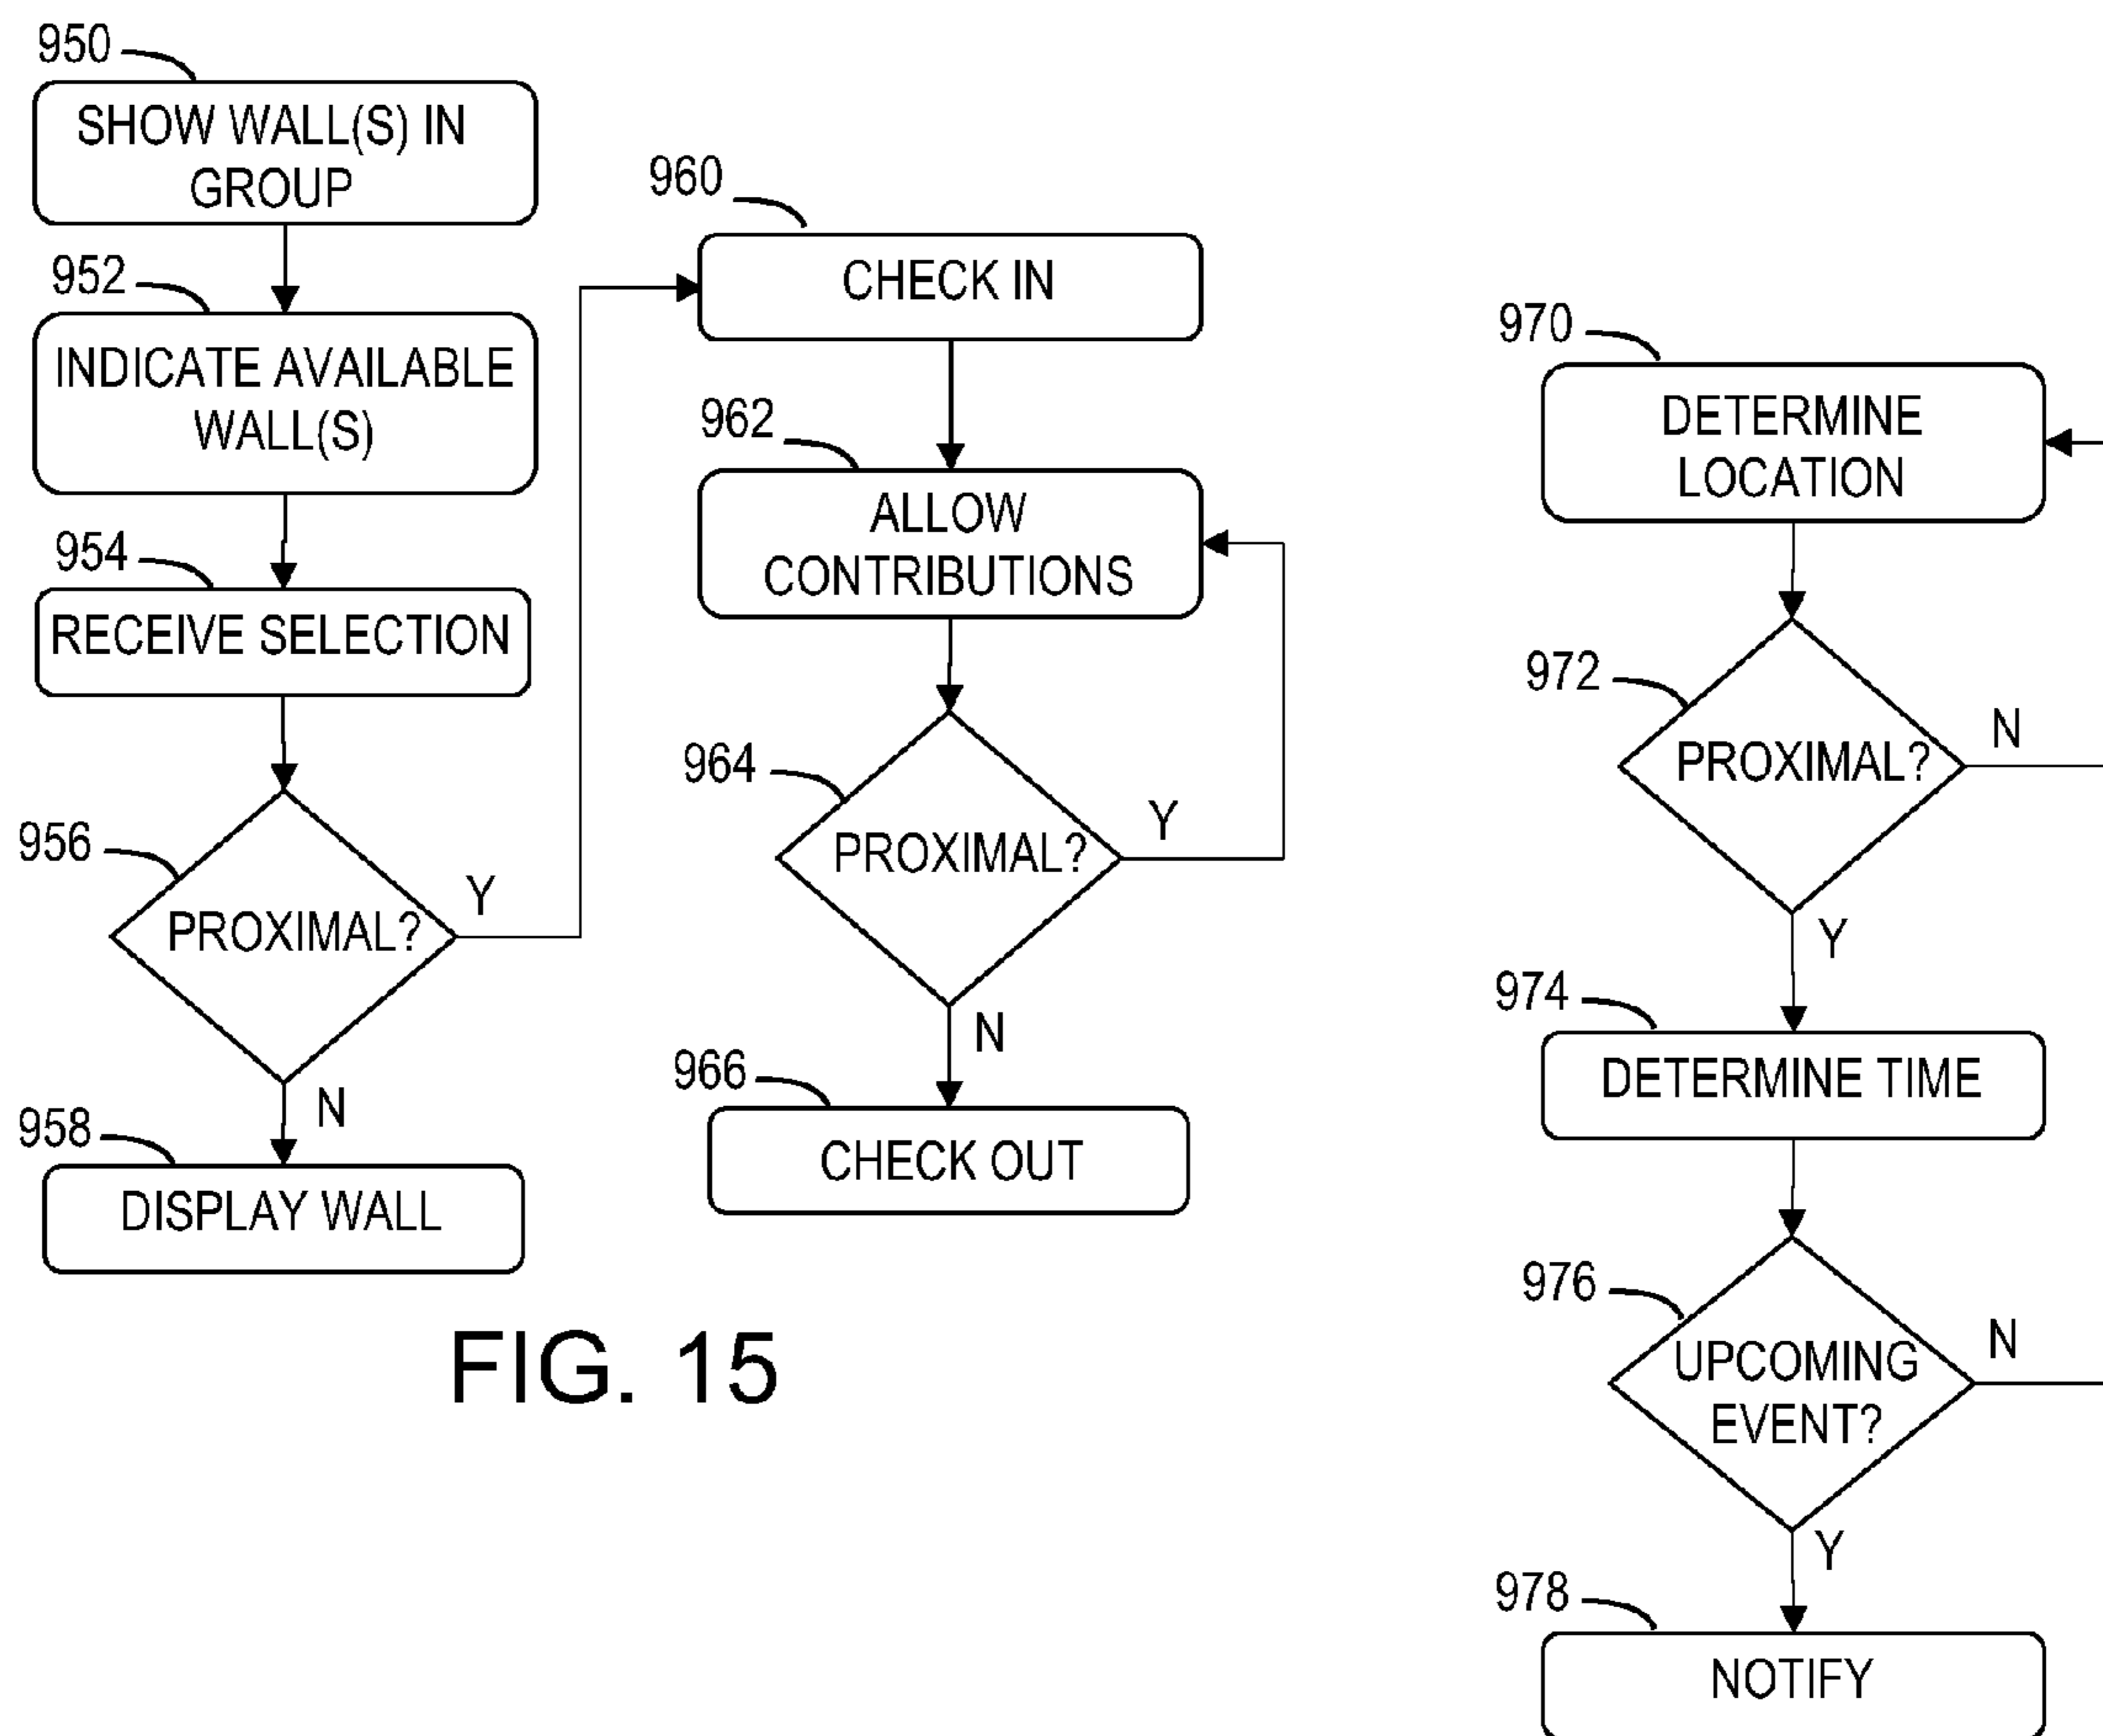 950
SHOW WALL(S) IN
GROUP
952
INDICATE AVAILABLE
WALL(S)
954
RECEIVE SELECTION
956
PROXIMAL?
Y
N
958
DISPLAY WALL
960
CHECK IN
962
ALLOW
CONTRIBUTIONS
964
PROXIMAL?
Y
N
966
CHECK OUT
FIG. 15
970
DETERMINE
LOCATION
972
PROXIMAL?
N
Y
974
DETERMINE TIME
976
UPCOMING
EVENT?
N
Y
978
NOTIFY